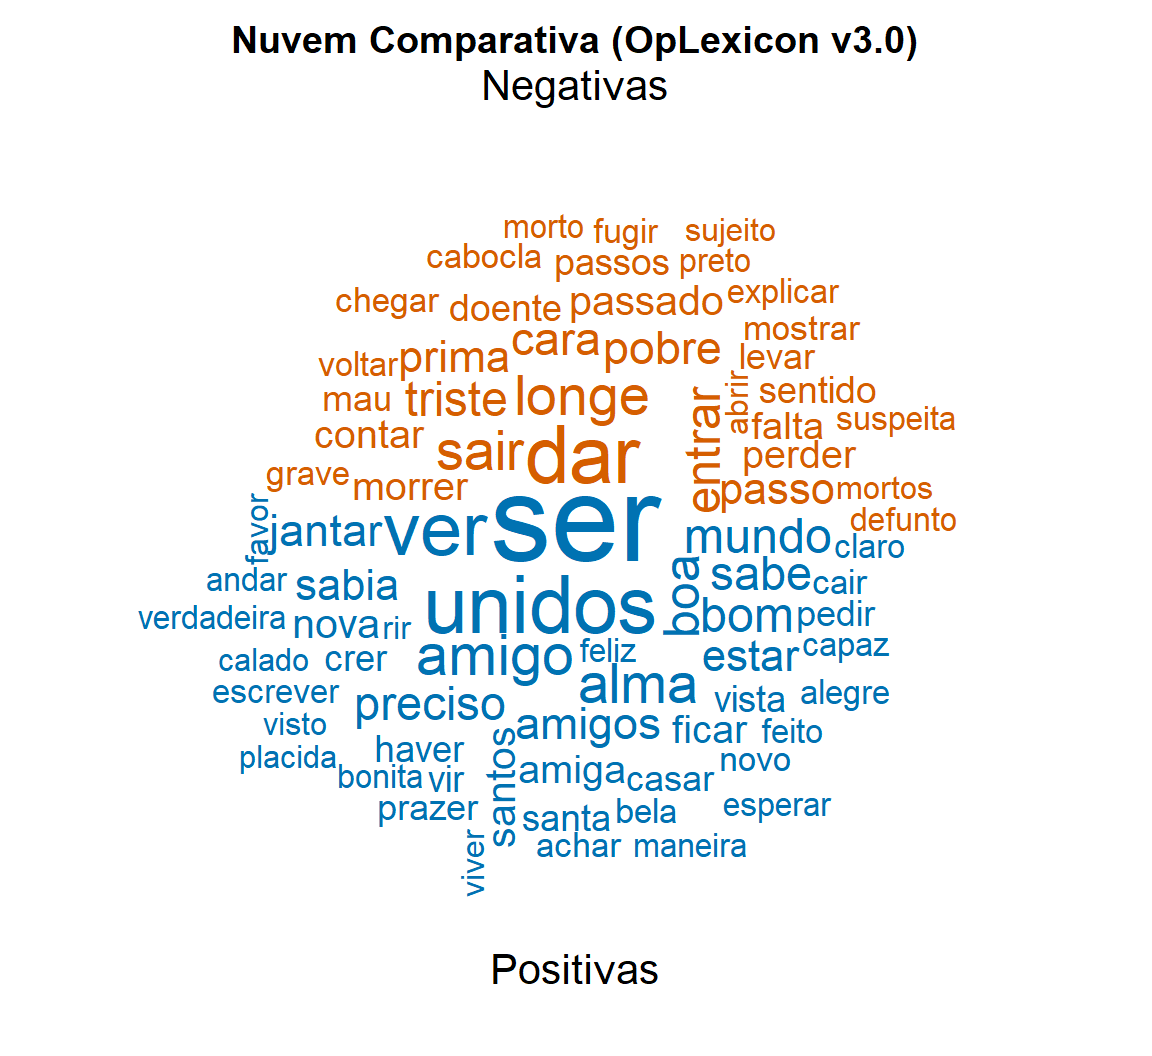 Nuvem Comparativa (OpLexicon v3.0)
Negativas
morto fugir sujeito
cabocla passos preto
chegar doente passado explicar
cara pobre mostrar
voltar prima levar
mau triste longe abrir sentido
contar entrar falta suspeita
sair dar perder
grave morrer passo mortos
defunto
favor jantar ver ser mundo claro
andar sabia boa sabe cair
verdadeira nova rir unidos bom pedir
calado crer amigo feliz estar capaz
escrever preciso alma vista alegre
visto amigos ficar feito
placida haver santos novo
bonita vir amiga casar
prazer santa bela esperar
viver achar maneira
Positivas